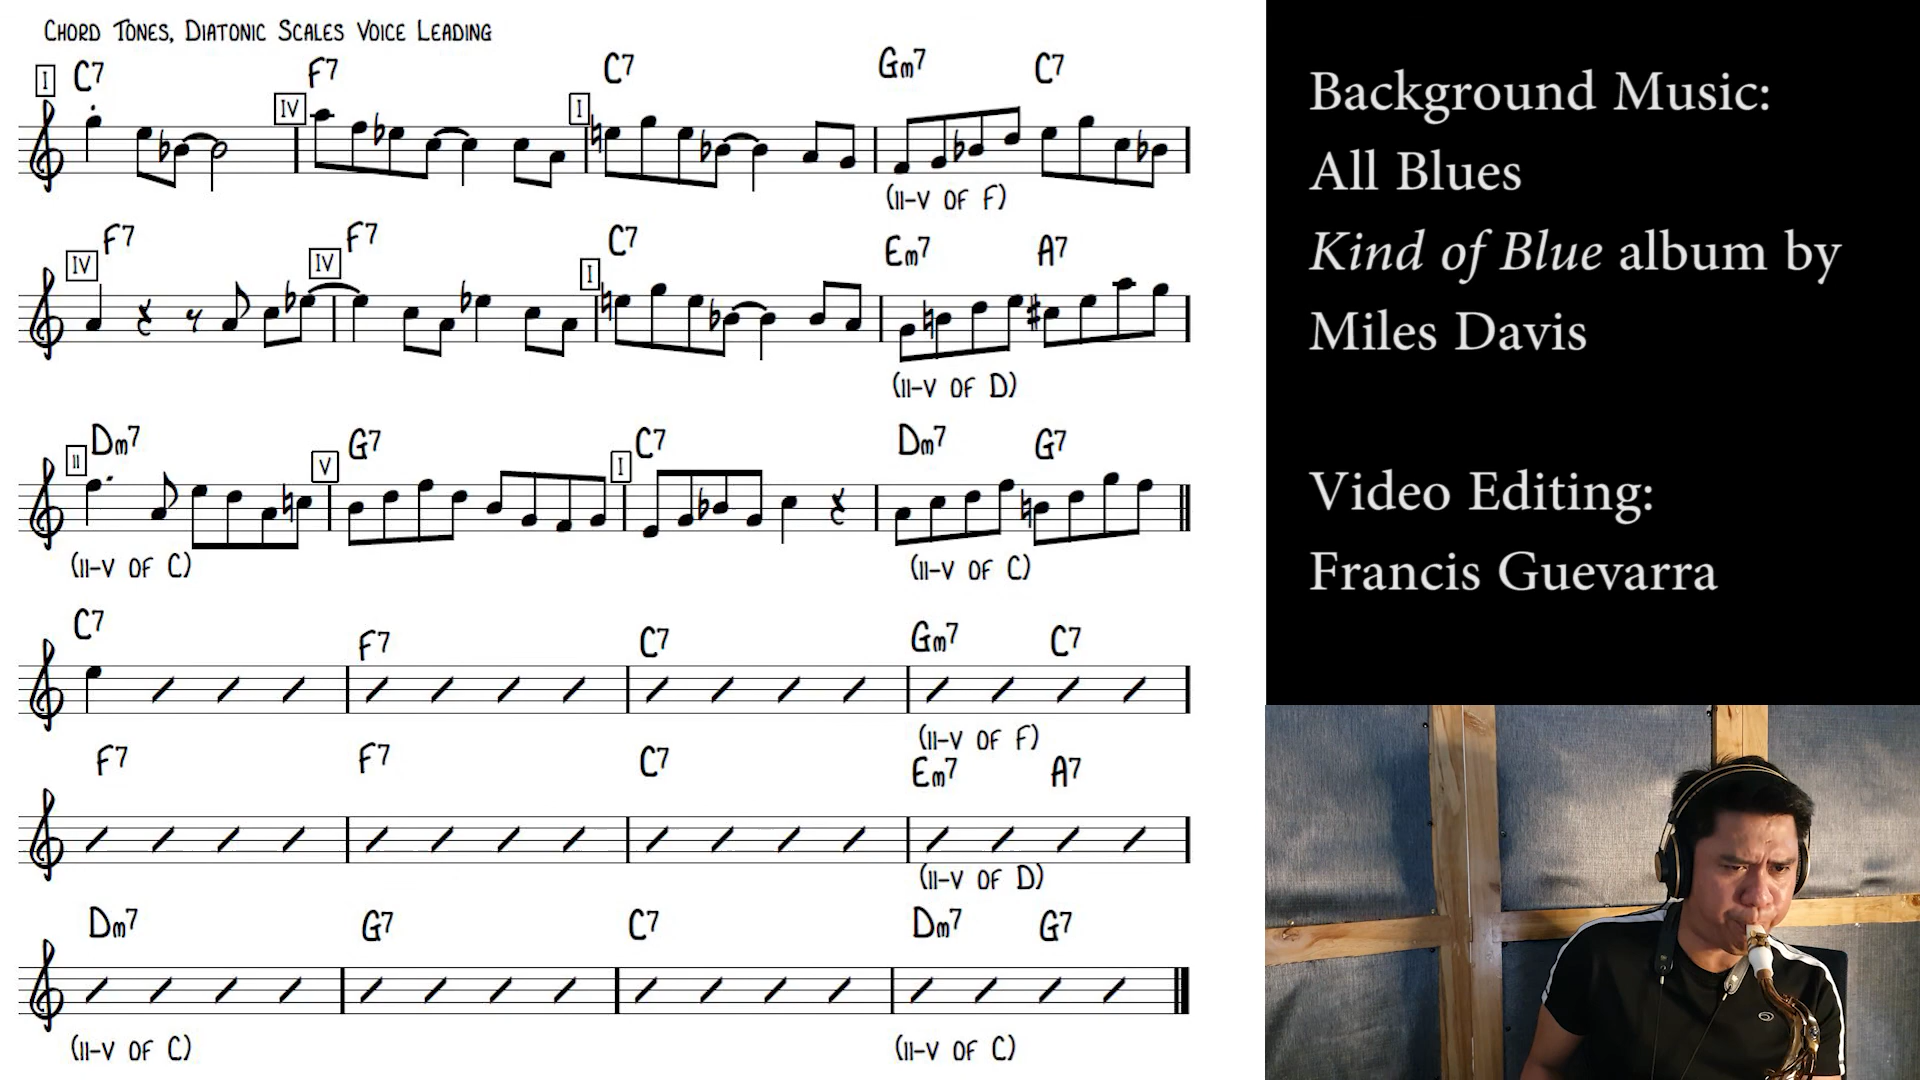 Chord Tones, Diatonic Scales Voice Leading
I C7 IV F7 I C7 Gm7 C7
(II-V of F)
IV F7 IV F7 I C7 Em7 A7
(II-V of D)
II Dm7 V G7 I C7 Dm7 G7
(II-V of C) (II-V of C)
C7 F7 C7 Gm7 C7
(II-V of F)
F7 F7 C7 Em7 A7
(II-V of D)
Dm7 G7 C7 Dm7 G7
(II-V of C) (II-V of C)
Background Music:
All Blues
Kind of Blue album by
Miles Davis
Video Editing:
Francis Guevarra